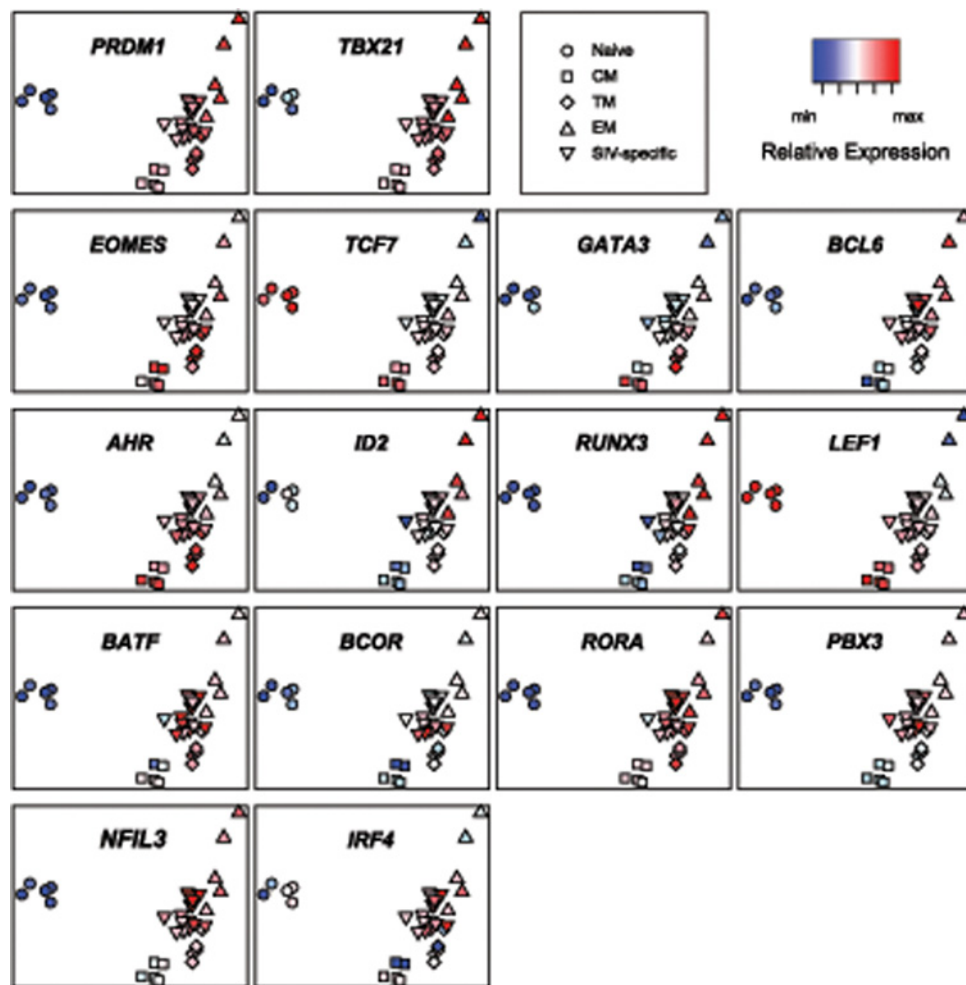 PRDM1
TBX21
Naive
CM
TM
EM
SIV-specific
min
max
Relative Expression
EOMES
TCF7
GATA3
BCL6
AHR
ID2
RUNX3
LEF1
BATF
BCOR
RORA
PBX3
NFIL3
IRF4